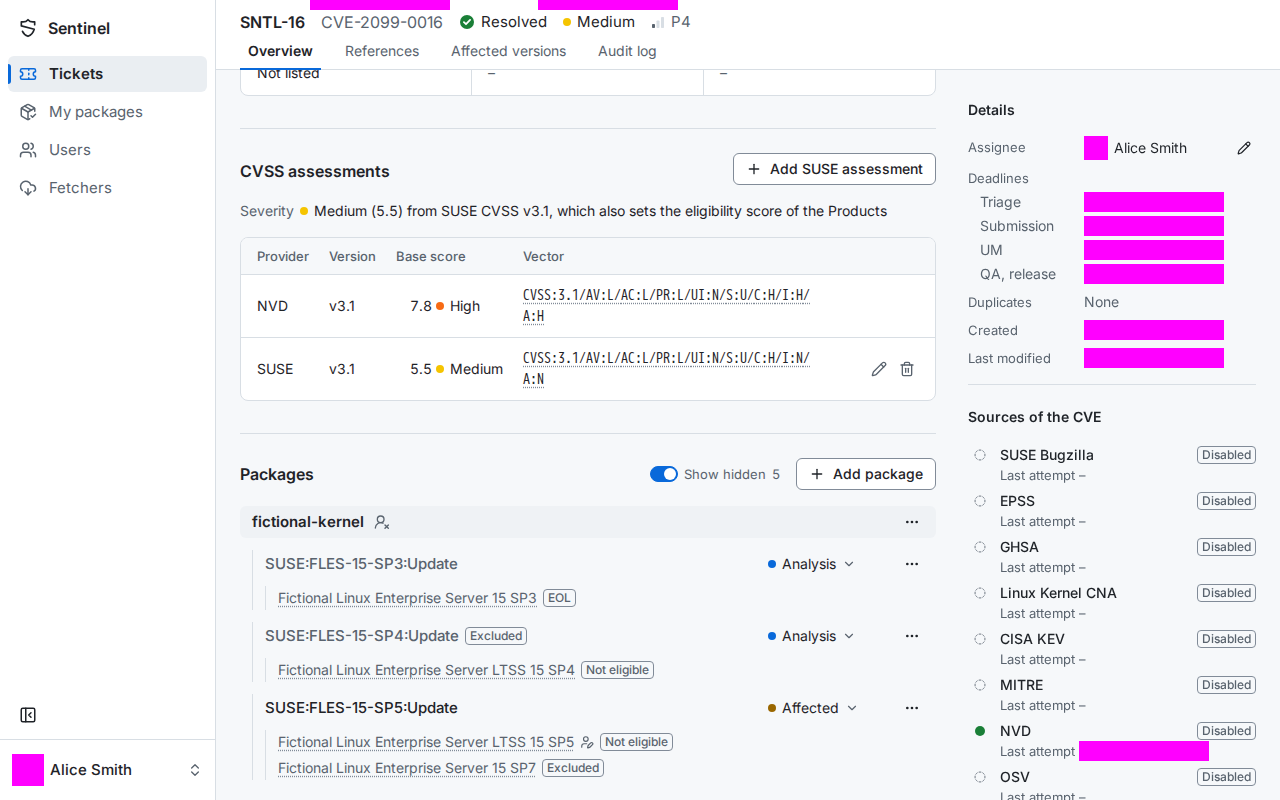 Sentinel
Tickets
My packages
Users
Fetchers
Alice Smith
SNTL-16 CVE-2099-0016 Resolved Medium P4
Overview References Affected versions Audit log
Not listed – –
CVSS assessments
Add SUSE assessment
Severity Medium (5.5) from SUSE CVSS v3.1, which also sets the eligibility score of the Products
Provider Version Base score Vector
NVD v3.1 7.8 High CVSS:3.1/AV:L/AC:L/PR:L/UI:N/S:U/C:H/I:H/
A:H
SUSE v3.1 5.5 Medium CVSS:3.1/AV:L/AC:L/PR:L/UI:N/S:U/C:H/I:N/
A:N
Packages
Show hidden 5
Add package
fictional-kernel
SUSE:FLES-15-SP3:Update Analysis
Fictional Linux Enterprise Server 15 SP3 EOL
SUSE:FLES-15-SP4:Update Excluded Analysis
Fictional Linux Enterprise Server LTSS 15 SP4 Not eligible
SUSE:FLES-15-SP5:Update Affected
Fictional Linux Enterprise Server LTSS 15 SP5 Not eligible
Fictional Linux Enterprise Server 15 SP7 Excluded
Details
Assignee Alice Smith
Deadlines
Triage
Submission
UM
QA, release
Duplicates None
Created
Last modified
Sources of the CVE
SUSE Bugzilla Disabled
Last attempt –
EPSS Disabled
Last attempt –
GHSA Disabled
Last attempt –
Linux Kernel CNA Disabled
Last attempt –
CISA KEV Disabled
Last attempt –
MITRE Disabled
Last attempt –
NVD Disabled
Last attempt
OSV Disabled
Last attempt –